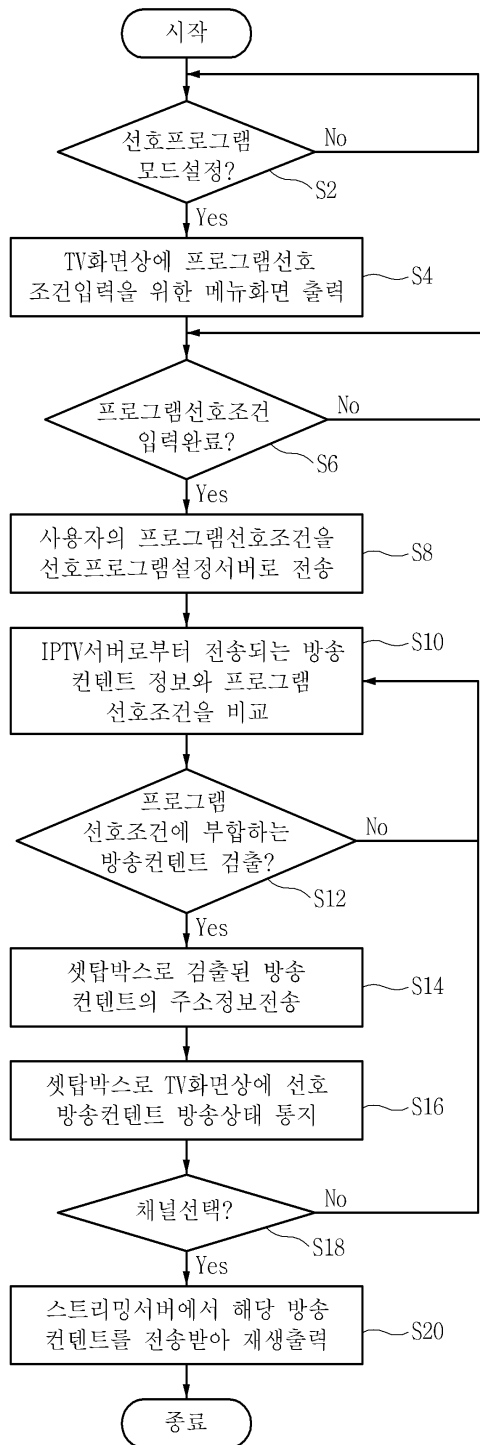 시작
선호프로그램
모드설정?
No
S2
Yes
TV화면상에 프로그램선호
조건입력을 위한 메뉴화면 출력
S4
프로그램선호조건
입력완료?
No
S6
Yes
사용자의 프로그램선호조건을
선호프로그램설정서버로 전송
S8
IPTV서버로부터 전송되는 방송
컨텐트 정보와 프로그램
선호조건을 비교
S10
프로그램
선호조건에 부합하는
방송컨텐트 검출?
No
S12
Yes
셋탑박스로 검출된 방송
컨텐트의 주소정보전송
S14
셋탑박스로 TV화면상에 선호
방송컨텐트 방송상태 통지
S16
채널선택?
No
S18
Yes
스트리밍서버에서 해당 방송
컨텐트를 전송받아 재생출력
S20
종료